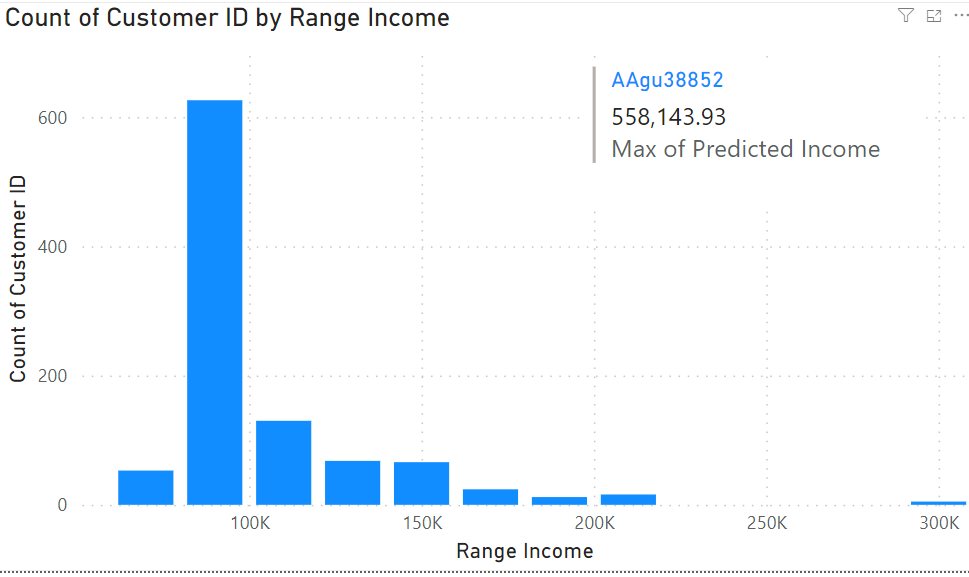 Count of Customer ID by Range Income
AAgu38852
558,143.93
Max of Predicted Income
Count of Customer ID
600
400
200
0
100K
150K
200K
250K
300K
Range Income